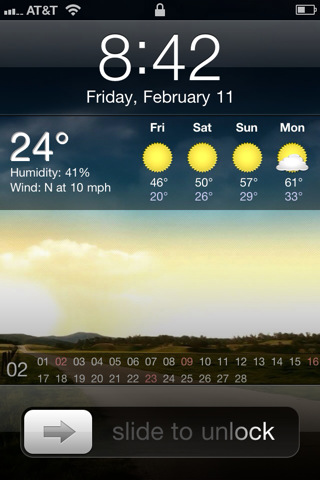 AT&T
8:42
Friday, February 11
Fri Sat Sun Mon
24°
Humidity: 41%
Wind: N at 10 mph
46° 50° 57° 61°
20° 26° 29° 33°
02
01 02 03 04 05 06 07 08 09 10 11 12 13 14 15 16
17 18 19 20 21 22 23 24 25 26 27 28
slide to unlock